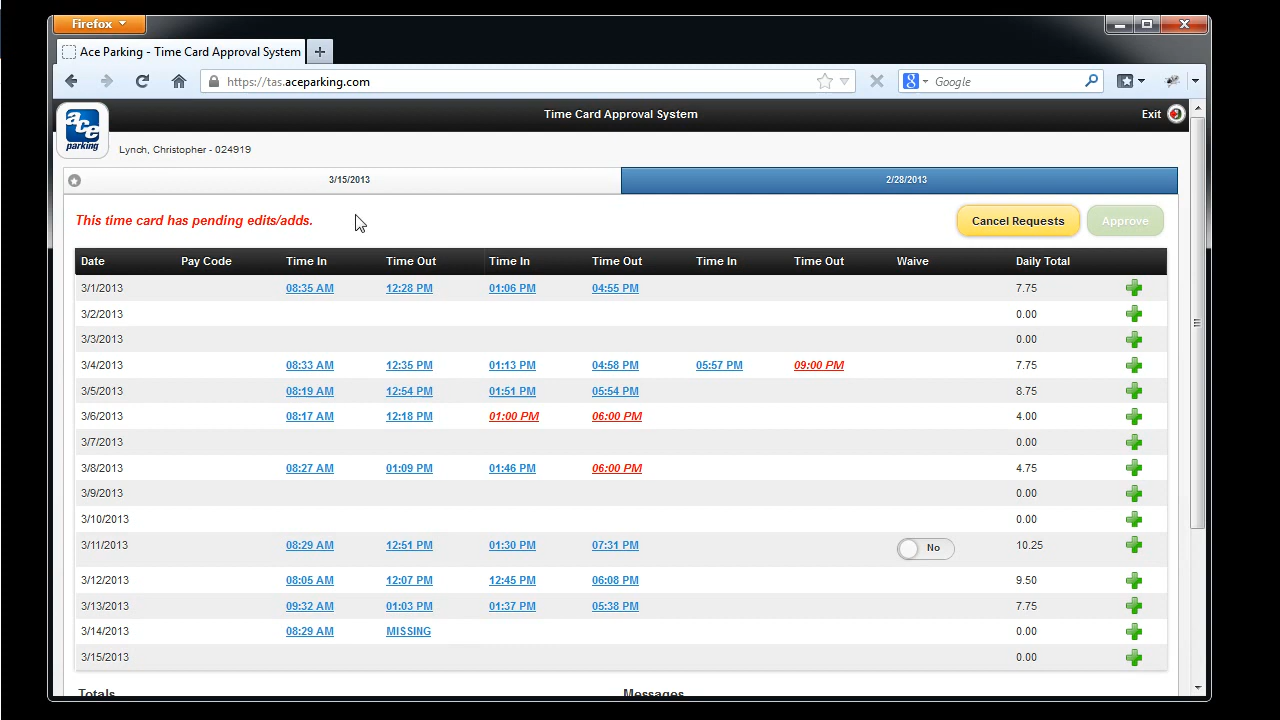 Firefox
Ace Parking - Time Card Approval System
https://tas.aceparking.com
Google
Time Card Approval System
Exit
ace
parking
Lynch, Christopher - 024919
3/15/2013 2/28/2013
This time card has pending edits/adds.
Cancel Requests Approve
Date Pay Code Time In Time Out Time In Time Out Time In Time Out Waive Daily Total
3/1/2013 08:35 AM 12:28 PM 01:06 PM 04:55 PM 7.75
3/2/2013 0.00
3/3/2013 0.00
3/4/2013 08:33 AM 12:35 PM 01:13 PM 04:58 PM 05:57 PM 09:00 PM 7.75
3/5/2013 08:19 AM 12:54 PM 01:51 PM 05:54 PM 8.75
3/6/2013 08:17 AM 12:18 PM 01:00 PM 06:00 PM 4.00
3/7/2013 0.00
3/8/2013 08:27 AM 01:09 PM 01:46 PM 06:00 PM 4.75
3/9/2013 0.00
3/10/2013 0.00
3/11/2013 08:29 AM 12:51 PM 01:30 PM 07:31 PM No 10.25
3/12/2013 08:05 AM 12:07 PM 12:45 PM 06:08 PM 9.50
3/13/2013 09:32 AM 01:03 PM 01:37 PM 05:38 PM 7.75
3/14/2013 08:29 AM MISSING 0.00
3/15/2013 0.00
Totals Messages